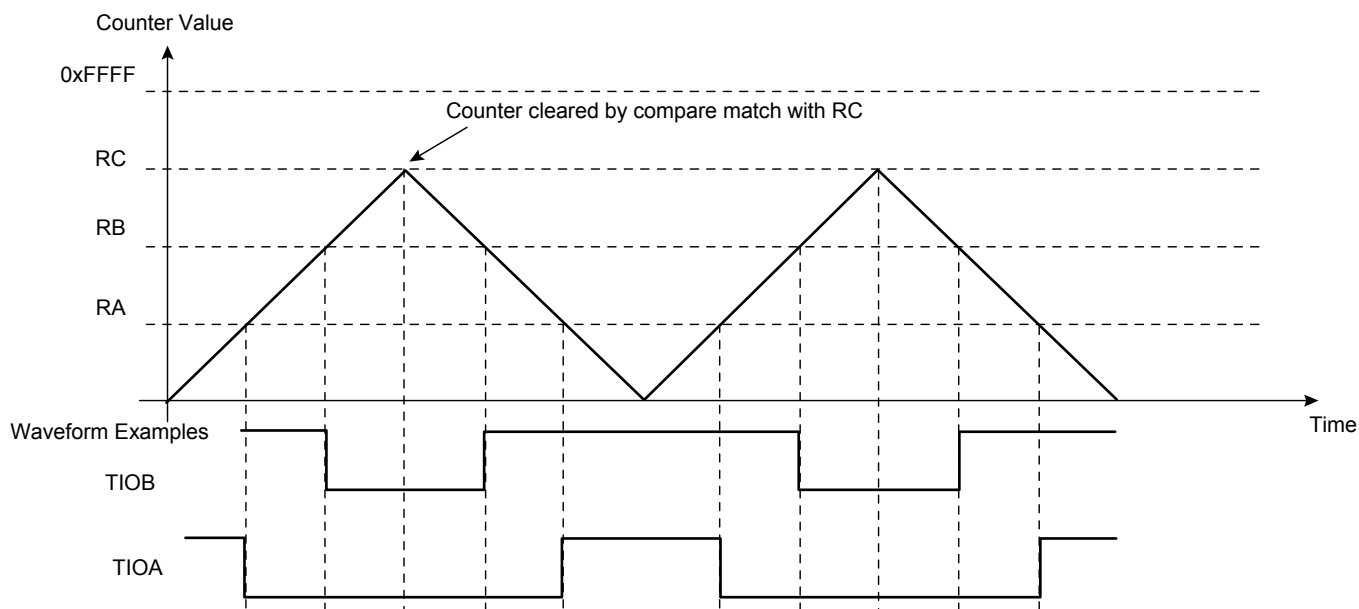 Counter Value
0xFFFF
Counter cleared by compare match with RC
RC
RB
RA
Time
Waveform Examples
TIOB
TIOA